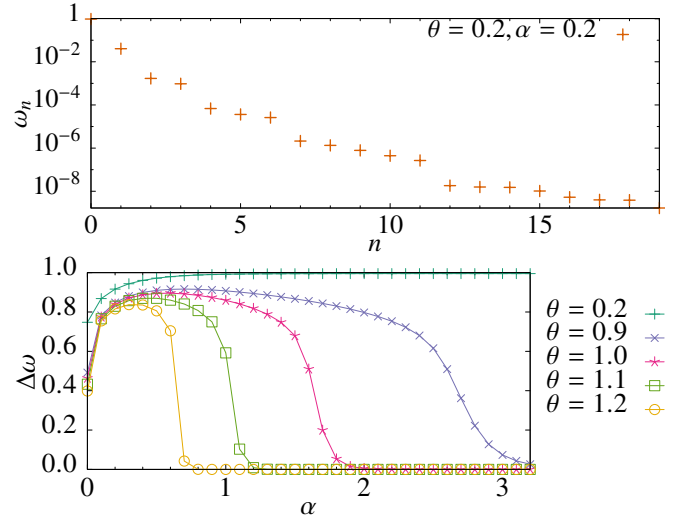 1
10⁻²
10⁻⁴
10⁻⁶
10⁻⁸
ωₙ
θ = 0.2, α = 0.2
0 5 10 15
n
1.0
0.8
0.6
0.4
0.2
0.0
Δω
0 1 2 3
α
θ = 0.2
θ = 0.9
θ = 1.0
θ = 1.1
θ = 1.2